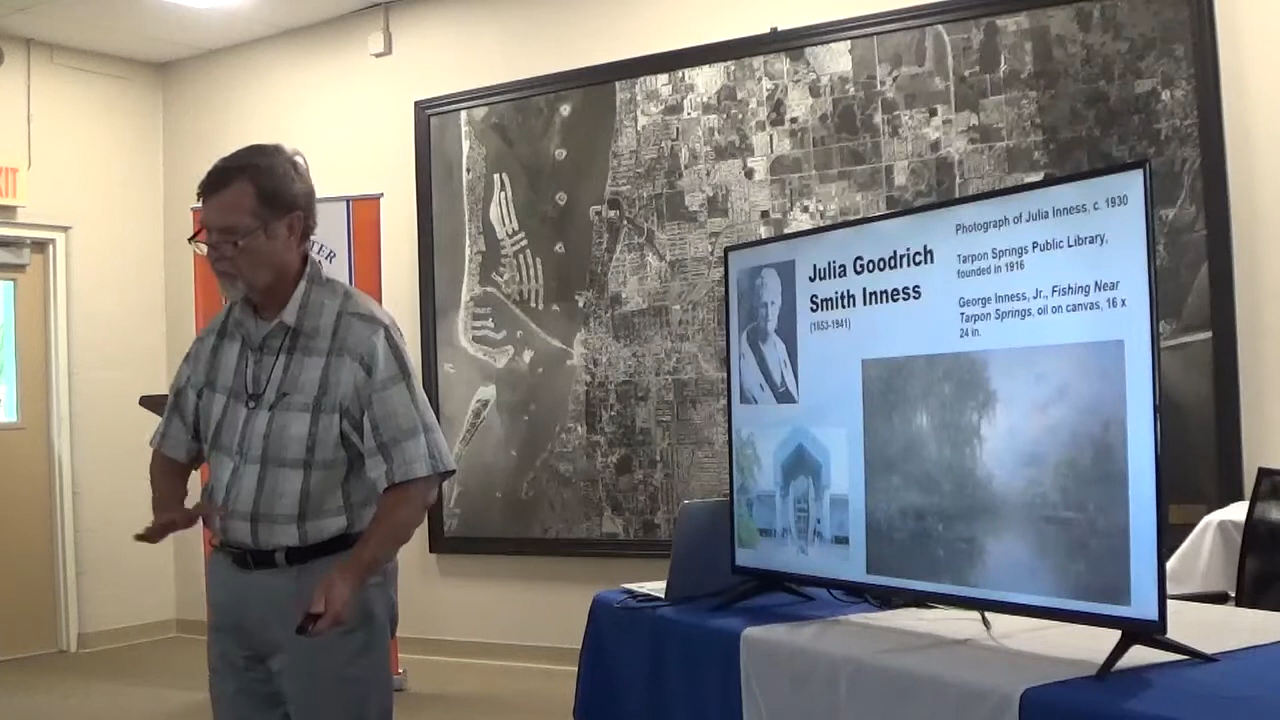 XIT
TER
Julia Goodrich
Smith Inness
(1853-1941)
Photograph of Julia Inness, c. 1930
Tarpon Springs Public Library,
founded in 1916
George Inness, Jr., Fishing Near
Tarpon Springs, oil on canvas, 16 x
24 in.